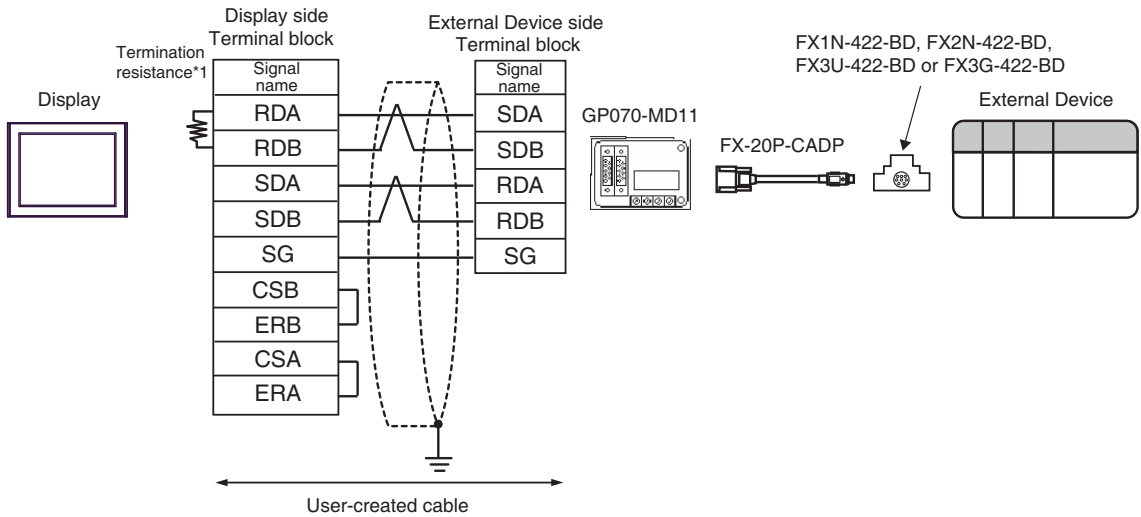 Display side
Terminal block
External Device side
Terminal block
FX1N-422-BD, FX2N-422-BD,
FX3U-422-BD or FX3G-422-BD
Termination
resistance*1
Display
Signal
name
RDA
RDB
SDA
SDB
SG
CSB
ERB
CSA
ERA
Signal
name
SDA
SDB
RDA
RDB
SG
GP070-MD11
FX-20P-CADP
External Device
User-created cable